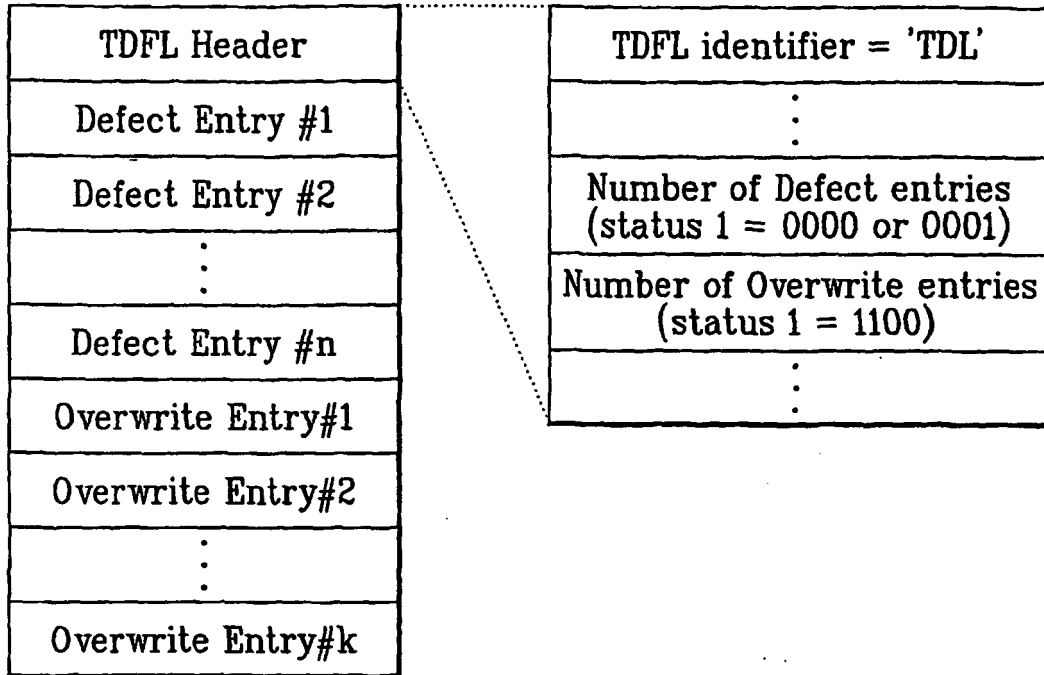 TDFL Header
Defect Entry #1
Defect Entry #2
Defect Entry #n
Overwrite Entry#1
Overwrite Entry#2
Overwrite Entry#k
TDFL identifier = 'TDL'
Number of Defect entries
(status 1 = 0000 or 0001)
Number of Overwrite entries
(status 1 = 1100)